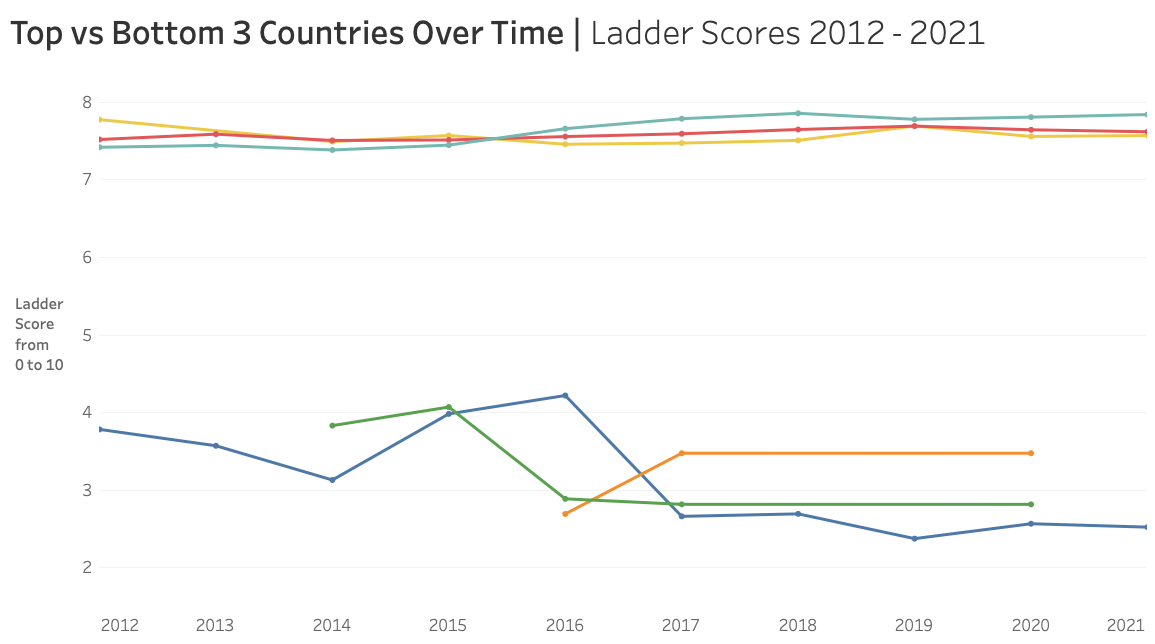 Top vs Bottom 3 Countries Over Time | Ladder Scores 2012 - 2021
8
7
6
Ladder
Score
from
0 to 10
5
4
3
2
2012 2013 2014 2015 2016 2017 2018 2019 2020 2021